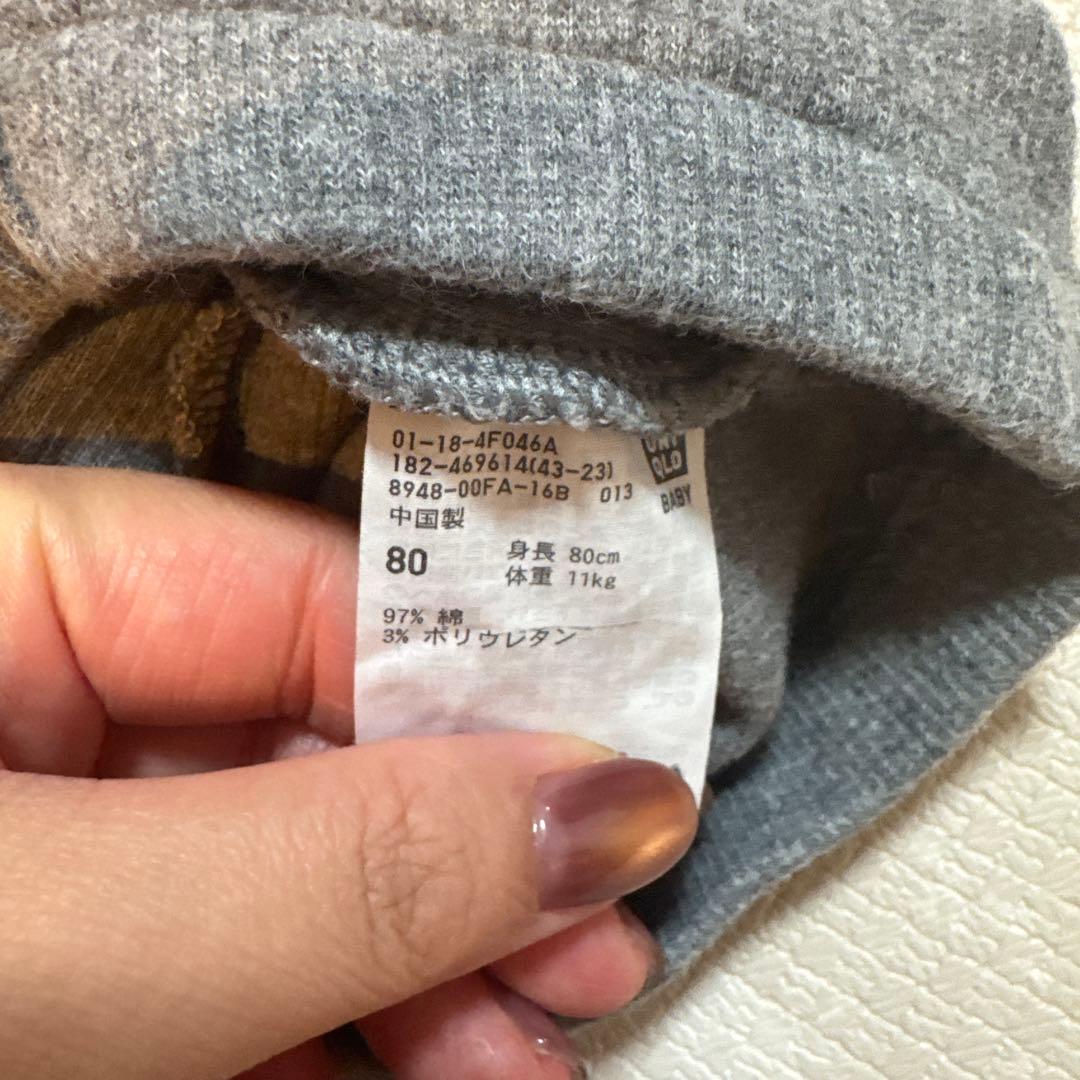 01-18-4F046A
182-469614(43-23)
8948-00FA-16B 013
中国製
UNI
QLO
BABY
80
身長 80cm
体重 11kg
97% 綿
3% ポリウレタン